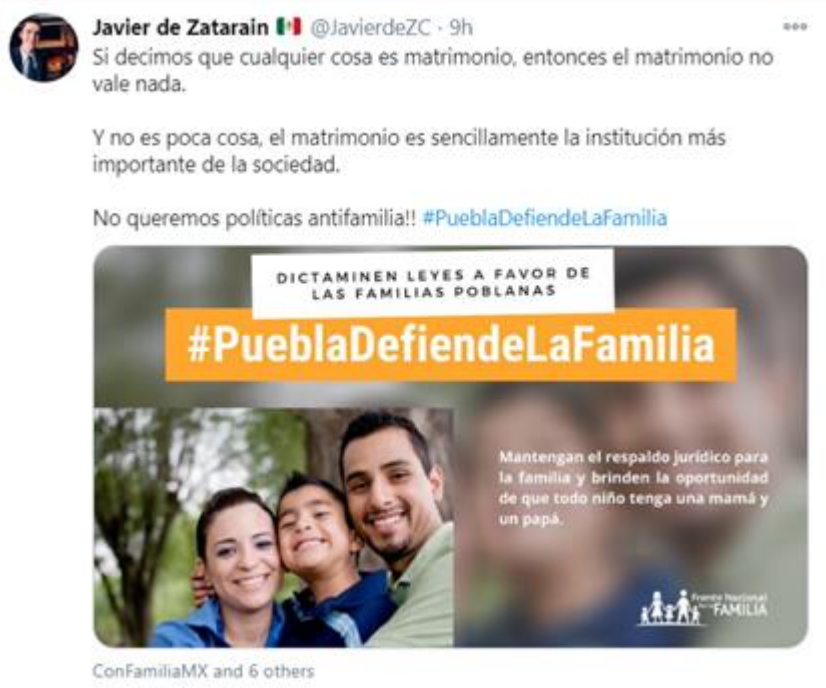 Javier de Zatarain 🇲🇽 @JavierdeZC · 9h
Si decimos que cualquier cosa es matrimonio, entonces el matrimonio no
vale nada.
Y no es poca cosa, el matrimonio es sencillamente la institución más
importante de la sociedad.
No queremos políticas antifamilia!! #PueblaDefiendeLaFamilia
DICTAMINEN LEYES A FAVOR DE
LAS FAMILIAS POBLANAS
#PueblaDefiendeLaFamilia
Mantengan el respaldo jurídico para
la familia y brinden la oportunidad
de que todo niño tenga una mamá y
un papá.
Frente Nacional
FAMILIA
ConFamiliaMX and 6 others